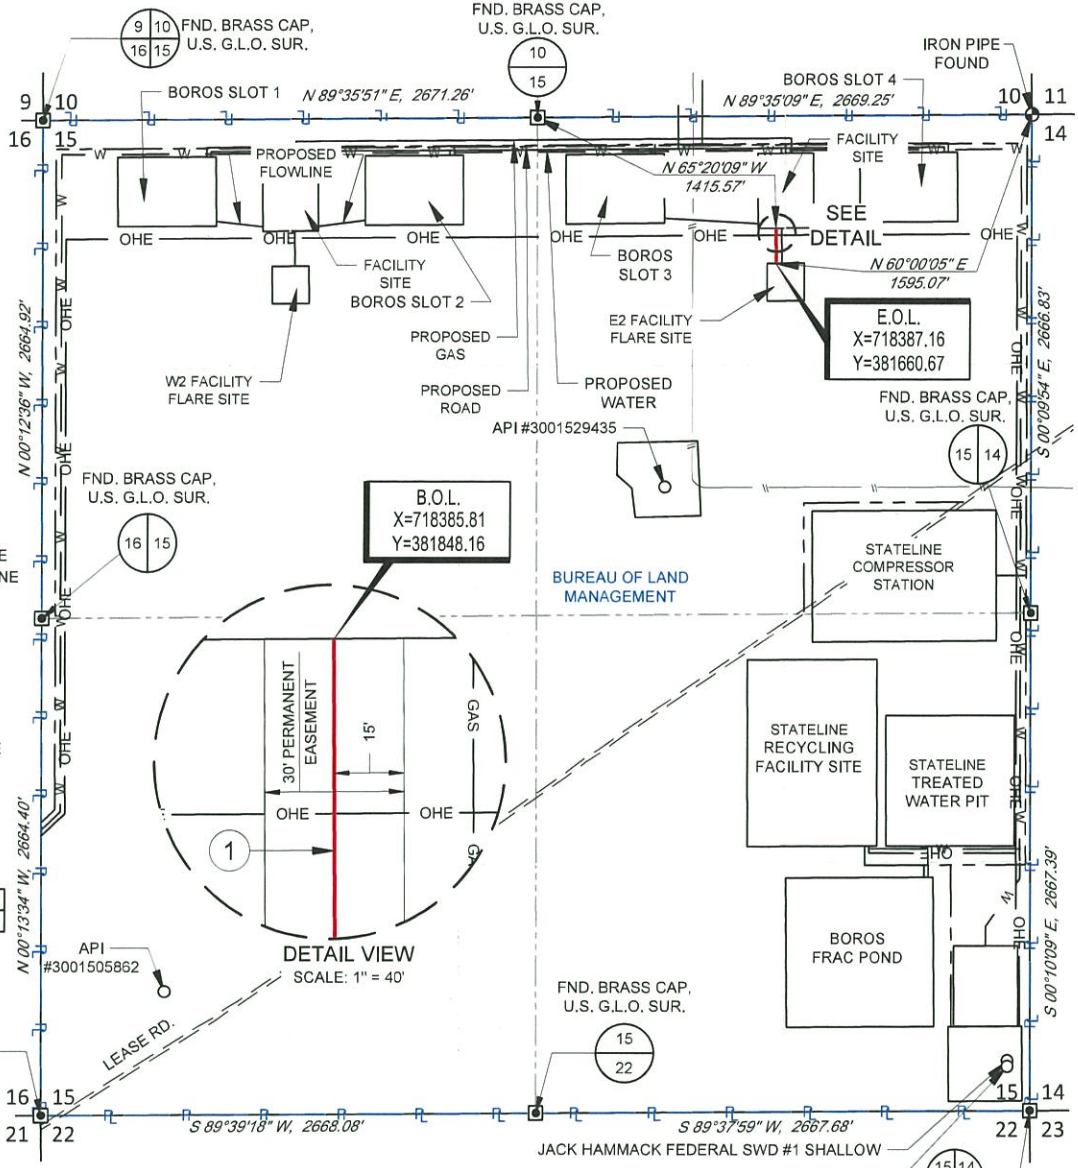 FND. BRASS CAP,
U.S. G.L.O. SUR.
9 10
16 15
FND. BRASS CAP,
U.S. G.L.O. SUR.
10
15
IRON PIPE
FOUND
BOROS SLOT 1
N 89°35'51" E, 2671.26'
BOROS SLOT 4
N 89°35'09" E, 2669.25'
9 10
16 15
10 11
14
PROPOSED
FLOWLINE
FACILITY
SITE
N 65°20'09" W
1415.57'
SEE
DETAIL
W W W W W W W W
OHE OHE OHE OHE OHE OHE
FACILITY
SITE
BOROS SLOT 2
BOROS
SLOT 3
N 60°00'05" E
1595.07'
E.O.L.
X=718387.16
Y=381660.67
E2 FACILITY
FLARE SITE
PROPOSED
GAS
W2 FACILITY
FLARE SITE
PROPOSED
ROAD
PROPOSED
WATER
N 00°12'36" W, 2664.92'
S 00°09'54" E, 2666.83'
API #3001529435
FND. BRASS CAP,
U.S. G.L.O. SUR.
15 14
FND. BRASS CAP,
U.S. G.L.O. SUR.
16 15
B.O.L.
X=718385.81
Y=381848.16
STATELINE
COMPRESSOR
STATION
BUREAU OF LAND
MANAGEMENT
30' PERMANENT
EASEMENT
15'
GAS
OHE OHE
1
DETAIL VIEW
SCALE: 1" = 40'
STATELINE
RECYCLING
FACILITY SITE
STATELINE
TREATED
WATER PIT
OHE
N 00°13'34" W, 2664.40'
S 00°10'09" E, 2667.39'
BOROS
FRAC POND
API
#3001505862
LEASE RD.
FND. BRASS CAP,
U.S. G.L.O. SUR.
15
22
16 15
21 22
15 14
22 23
S 89°39'18" W, 2668.08'
S 89°37'59" W, 2667.68'
JACK HAMMACK FEDERAL SWD #1 SHALLOW
15 14